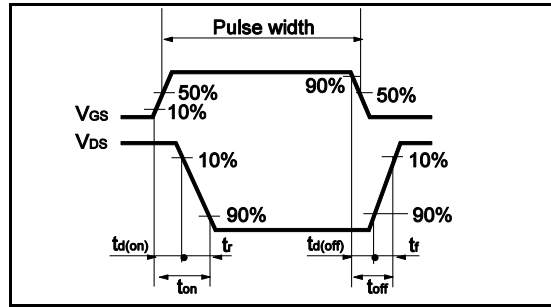 Pulse width
90%
50% 50%
10%
VGS
VDS
10% 10%
90% 90%
td(on) tr td(off) tf
ton toff